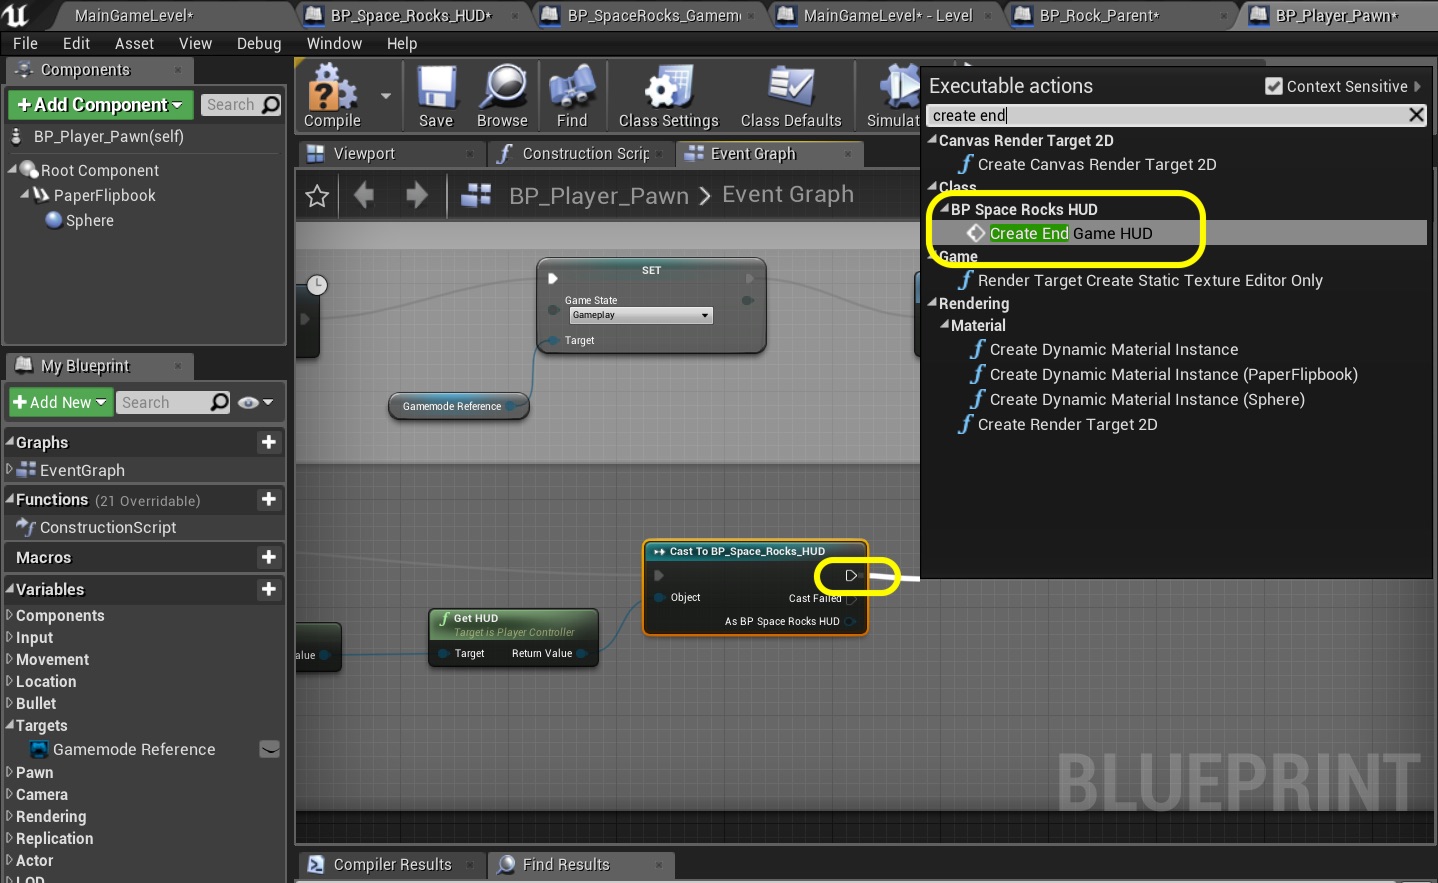 MainGameLevel*
BP_Space_Rocks_HUD*
BP_SpaceRocks_Gamem
MainGameLevel* - Level
BP_Rock_Parent*
BP_Player_Pawn*
File Edit Asset View Debug Window Help
Components
+Add Component
Search
BP_Player_Pawn(self)
Root Component
PaperFlipbook
Sphere
My Blueprint
+Add New
Search
Graphs
EventGraph
Functions (21 Overridable)
ConstructionScript
Macros
Variables
Components
Input
Movement
Location
Bullet
Targets
Gamemode Reference
Pawn
Camera
Rendering
Replication
Actor
LOD
Compile
Save
Browse
Find
Class Settings
Class Defaults
Simulat
Viewport
Construction Scrip
Event Graph
BP_Player_Pawn > Event Graph
SET
Game State
Gameplay
Target
Gamemode Reference
Cast To BP_Space_Rocks_HUD
Object
Cast Failed
As BP Space Rocks HUD
Get HUD
Target is Player Controller
Target Return Value
alue
BLUEPRINT
Compiler Results
Find Results
Executable actions
Context Sensitive
create end
Canvas Render Target 2D
Create Canvas Render Target 2D
Class
BP Space Rocks HUD
Create End Game HUD
Game
Render Target Create Static Texture Editor Only
Rendering
Material
Create Dynamic Material Instance
Create Dynamic Material Instance (PaperFlipbook)
Create Dynamic Material Instance (Sphere)
Create Render Target 2D